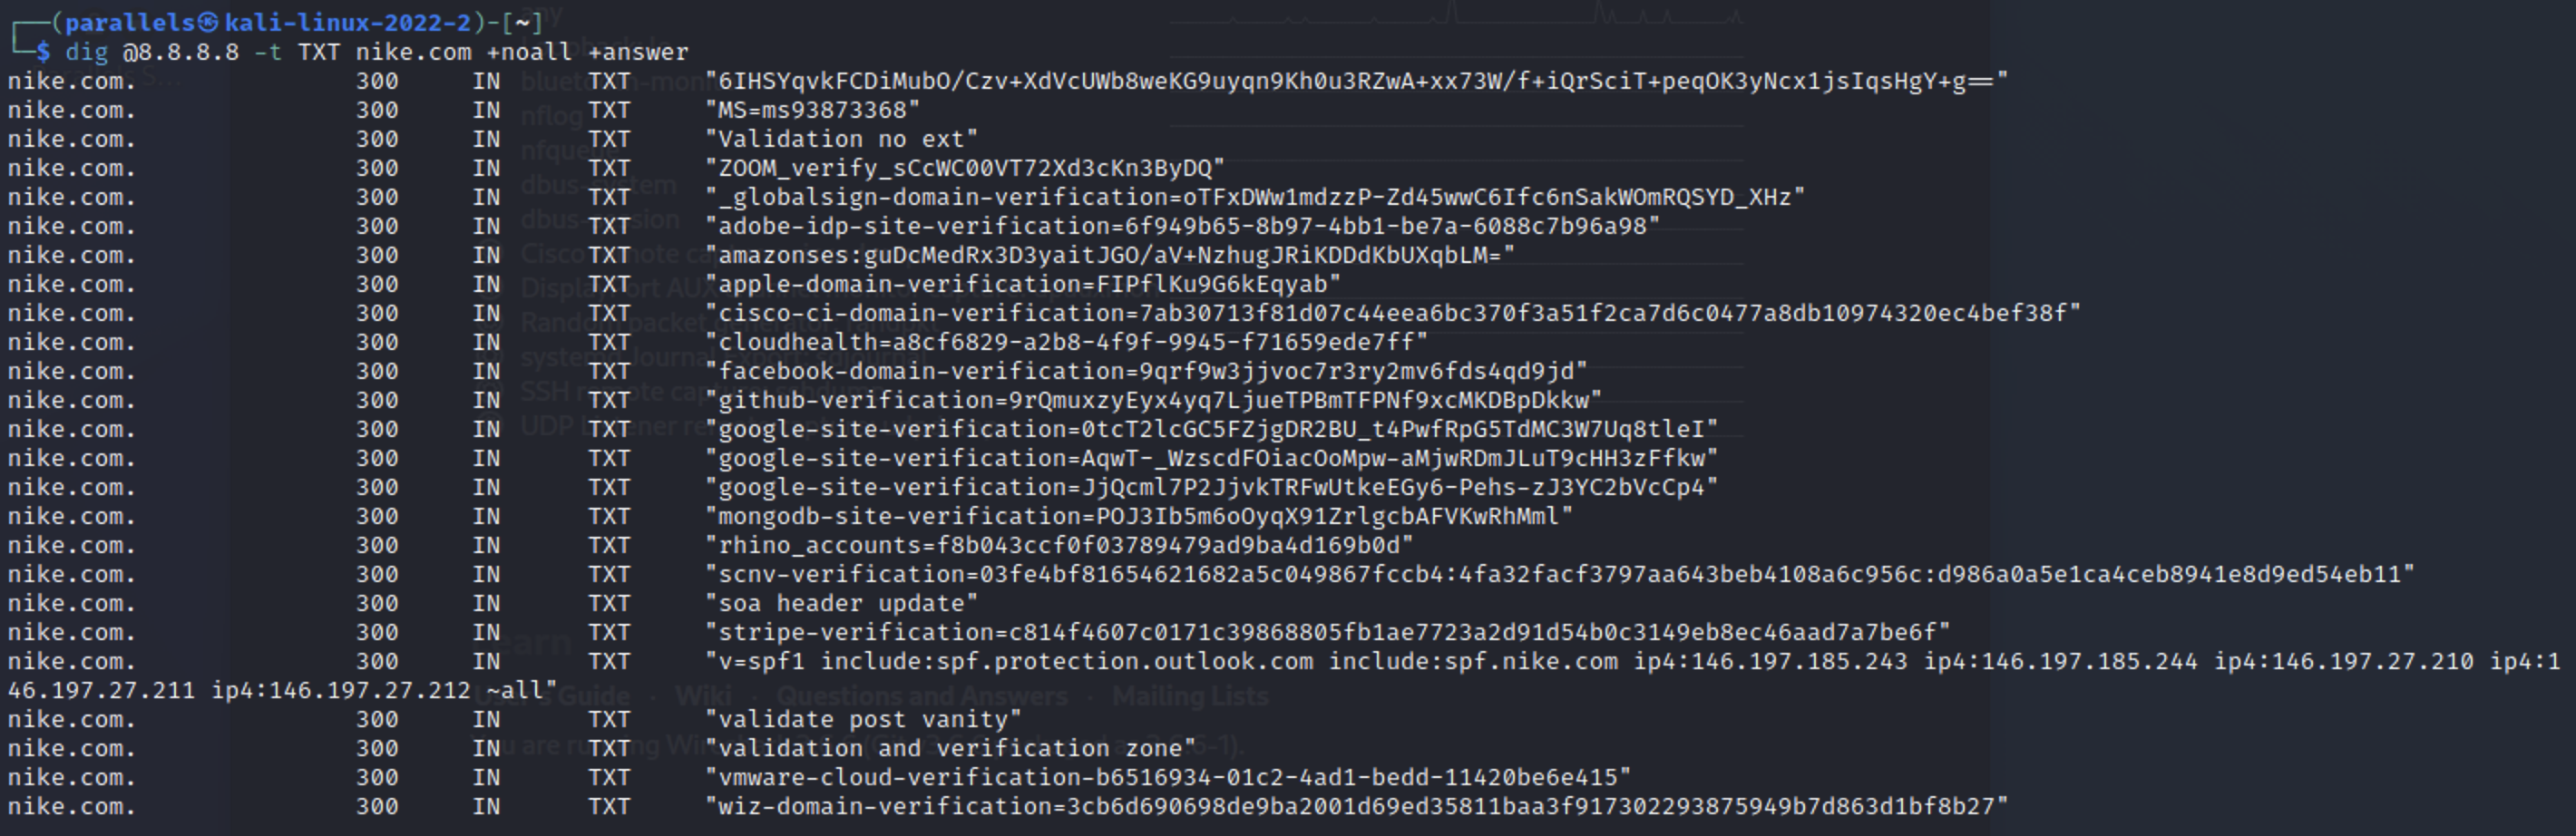 (parallels㉿kali-linux-2022-2)-[~]
$ dig @8.8.8.8 -t TXT nike.com +noall +answer
nike.com. 300 IN TXT "6IHSYqvkFCDiMubO/Czv+XdVcUWb8weKG9uyqn9Kh0u3RZwA+xx73W/f+iQrSciT+peqOK3yNcx1jsIqsHgY+g=="
nike.com. 300 IN TXT "MS=ms93873368"
nike.com. 300 IN TXT "Validation no ext"
nike.com. 300 IN TXT "ZOOM_verify_sCcWC00VT72Xd3cKn3ByDQ"
nike.com. 300 IN TXT "_globalsign-domain-verification=oTFxDWw1mdzzP-Zd45wwC6Ifc6nSakWOmRQSYD_XHz"
nike.com. 300 IN TXT "adobe-idp-site-verification=6f949b65-8b97-4bb1-be7a-6088c7b96a98"
nike.com. 300 IN TXT "amazonses:guDcMedRx3D3yaitJGO/aV+NzhugJRiKDDdKbUXqbLM="
nike.com. 300 IN TXT "apple-domain-verification=FIPflKu9G6kEqyab"
nike.com. 300 IN TXT "cisco-ci-domain-verification=7ab30713f81d07c44eea6bc370f3a51f2ca7d6c0477a8db10974320ec4bef38f"
nike.com. 300 IN TXT "cloudhealth=a8cf6829-a2b8-4f9f-9945-f71659ede7ff"
nike.com. 300 IN TXT "facebook-domain-verification=9qrf9w3jjvoc7r3ry2mv6fds4qd9jd"
nike.com. 300 IN TXT "github-verification=9rQmuxzyEyx4yq7LjueTPBmTFPNf9xcMKDBpDkkw"
nike.com. 300 IN TXT "google-site-verification=0tcT2lcGC5FZjgDR2BU_t4PwfRpG5TdMC3W7Uq8tleI"
nike.com. 300 IN TXT "google-site-verification=AqwT-_WzscdFOiacOoMpw-aMjwRDmJLuT9cHH3zFfkw"
nike.com. 300 IN TXT "google-site-verification=JjQcml7P2JjvkTRFwUtkeEGy6-Pehs-zJ3YC2bVcCp4"
nike.com. 300 IN TXT "mongodb-site-verification=POJ3Ib5m6oOyqX91ZrlgcbAFVKwRhMml"
nike.com. 300 IN TXT "rhino_accounts=f8b043ccf0f03789479ad9ba4d169b0d"
nike.com. 300 IN TXT "scnv-verification=03fe4bf81654621682a5c049867fccb4:4fa32facf3797aa643beb4108a6c956c:d986a0a5e1ca4ceb8941e8d9ed54eb11"
nike.com. 300 IN TXT "soa header update"
nike.com. 300 IN TXT "stripe-verification=c814f4607c0171c39868805fb1ae7723a2d91d54b0c3149eb8ec46aad7a7be6f"
nike.com. 300 IN TXT "v=spf1 include:spf.protection.outlook.com include:spf.nike.com ip4:146.197.185.243 ip4:146.197.185.244 ip4:146.197.27.210 ip4:1
46.197.27.211 ip4:146.197.27.212 ~all"
nike.com. 300 IN TXT "validate post vanity"
nike.com. 300 IN TXT "validation and verification zone"
nike.com. 300 IN TXT "vmware-cloud-verification-b6516934-01c2-4ad1-bedd-11420be6e415"
nike.com. 300 IN TXT "wiz-domain-verification=3cb6d690698de9ba2001d69ed35811baa3f917302293875949b7d863d1bf8b27"